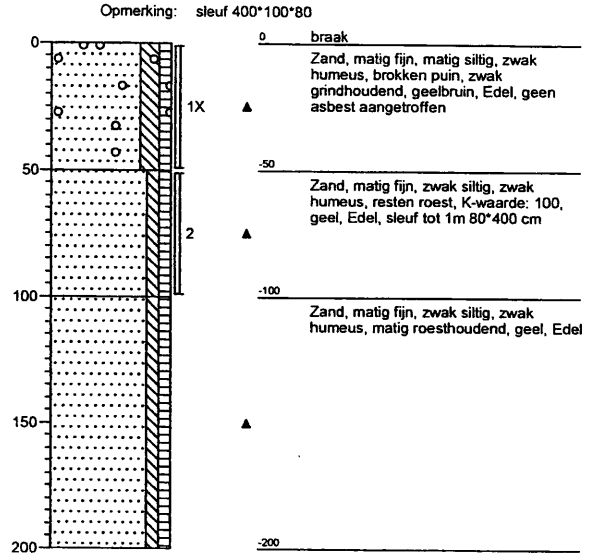 Opmerking: sleuf 400*100*80
0
0 braak
Zand, matig fijn, matig siltig, zwak
humeus, brokken puin, zwak
grindhoudend, geelbruin, Edel, geen
asbest aangetroffen
1X
50
-50
Zand, matig fijn, zwak siltig, zwak
humeus, resten roest, K-waarde: 100,
geel, Edel, sleuf tot 1m 80*400 cm
2
100
-100
Zand, matig fijn, zwak siltig, zwak
humeus, matig roesthoudend, geel, Edel
150
200
-200